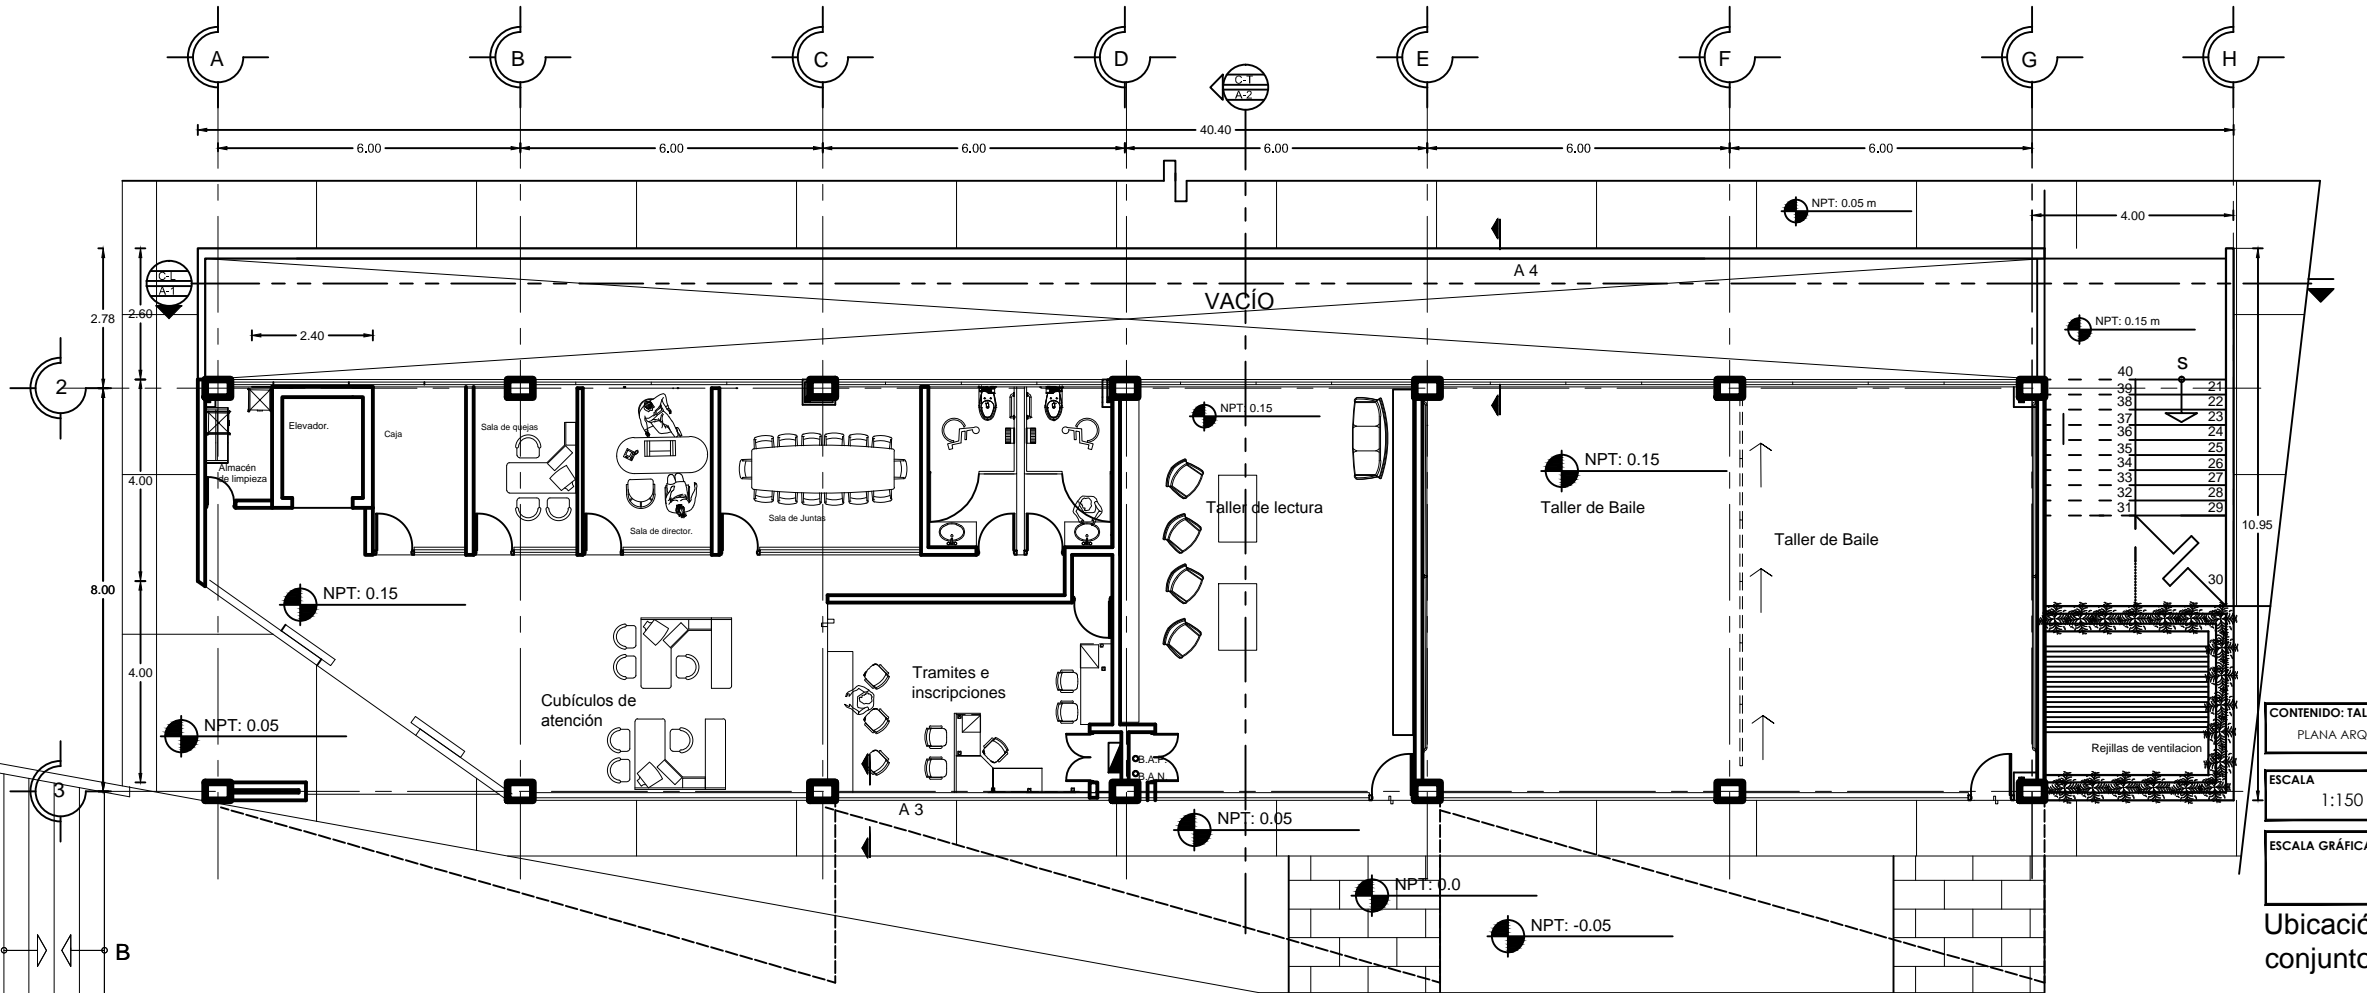 A
B
C
D
E
F
G
H
C-T
A-2
40.40
6.00
6.00
6.00
6.00
6.00
6.00
NPT: 0.05 m
4.00
C-L
A-1
A 4
VACÍO
2.78
2.60
2.40
NPT: 0.15 m
2
S
40
39
38
37
36
35
34
33
32
31
21
22
23
24
25
26
27
28
29
30
10.95
Elevador.
Caja
Sala de quejas
Almacén
de limpieza
Sala de director.
Sala de Juntas
NPT: 0.15
Taller de lectura
NPT: 0.15
Taller de Baile
Taller de Baile
4.00
8.00
4.00
NPT: 0.15
Cubículos de
atención
Tramites e
inscripciones
NPT: 0.05
B.A.P.
B.A.N.
Rejillas de ventilacion
3
A 3
NPT: 0.05
NPT: 0.0
NPT: -0.05
B
CONTENIDO: TAL
PLANA ARQ
ESCALA
1:150
ESCALA GRÁFICA
Ubicació
conjunto